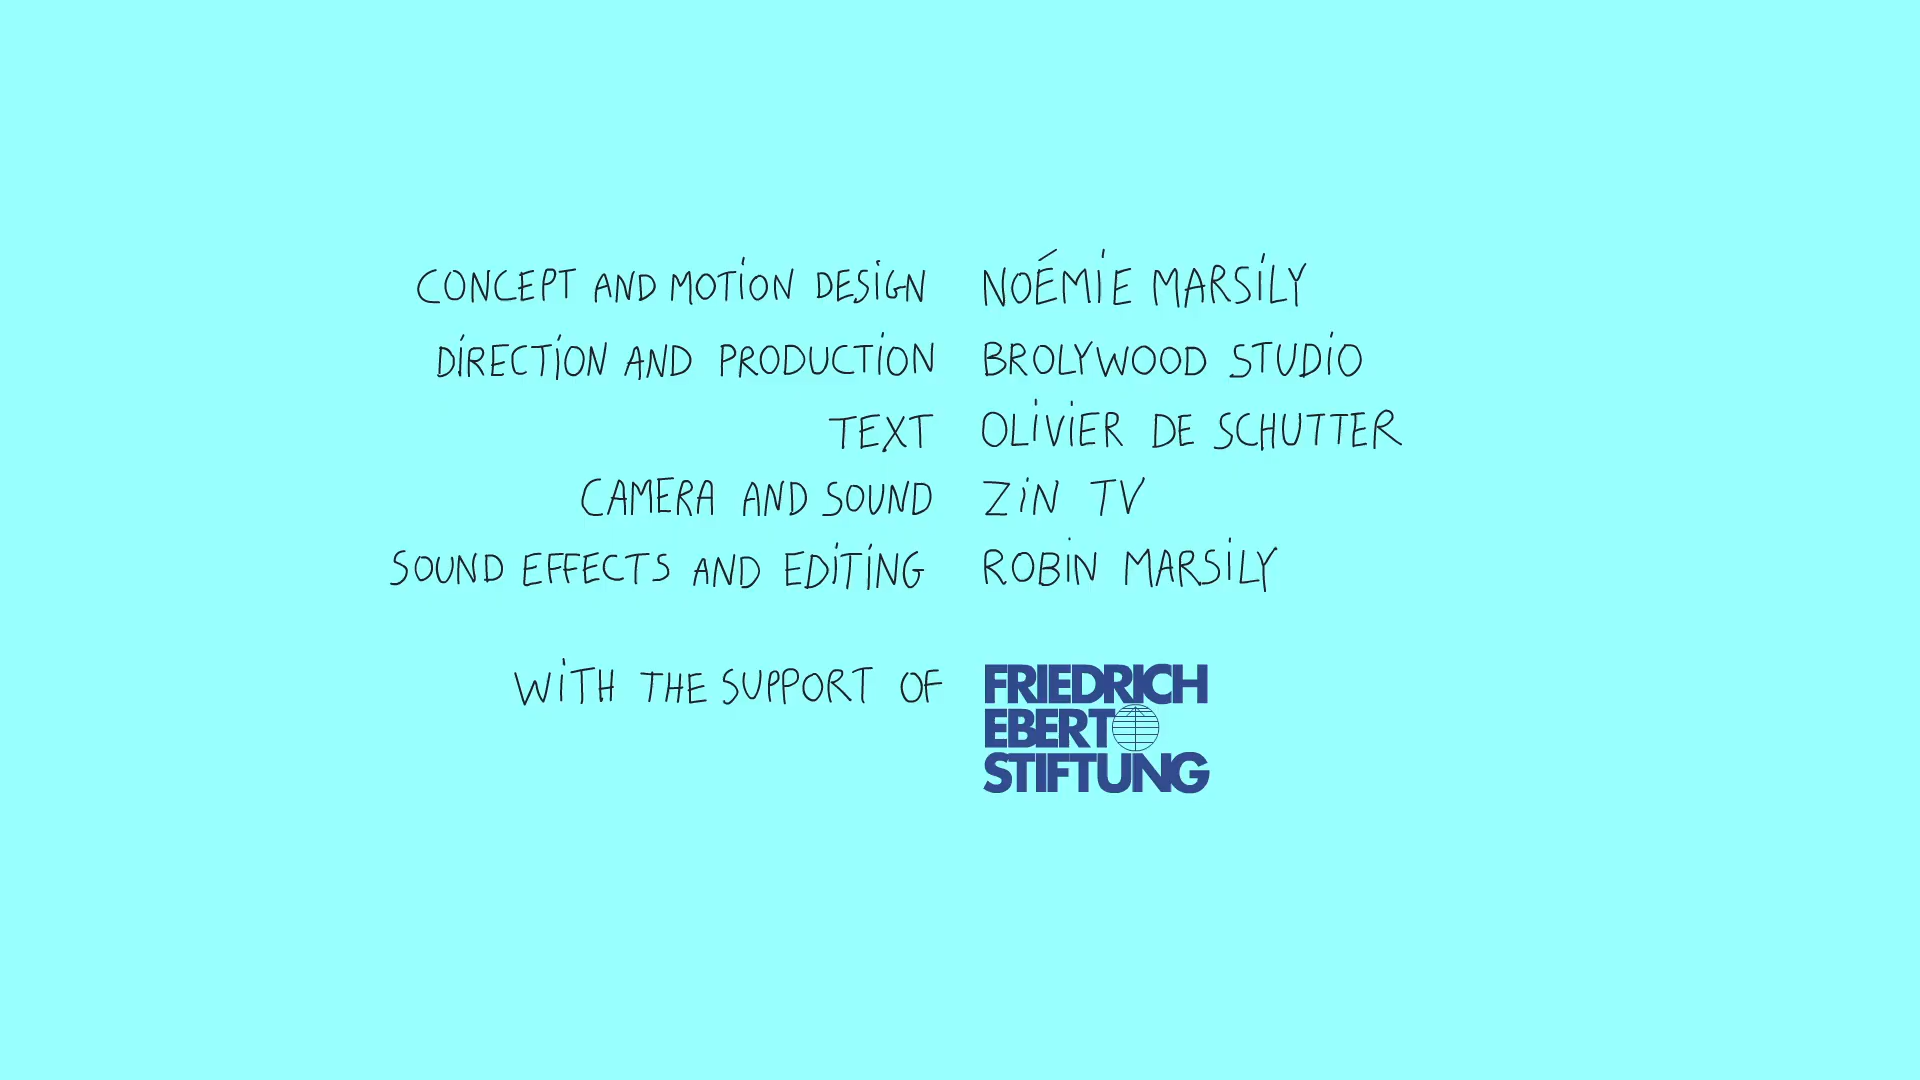 CONCEPT AND MOTION DESIGN NOÉMIE MARSILY
DIRECTION AND PRODUCTION BROLYWOOD STUDIO
TEXT OLIVIER DE SCHUTTER
CAMERA AND SOUND ZIN TV
SOUND EFFECTS AND EDITING ROBIN MARSILY
WITH THE SUPPORT OF FRIEDRICH
EBERT
STIFTUNG